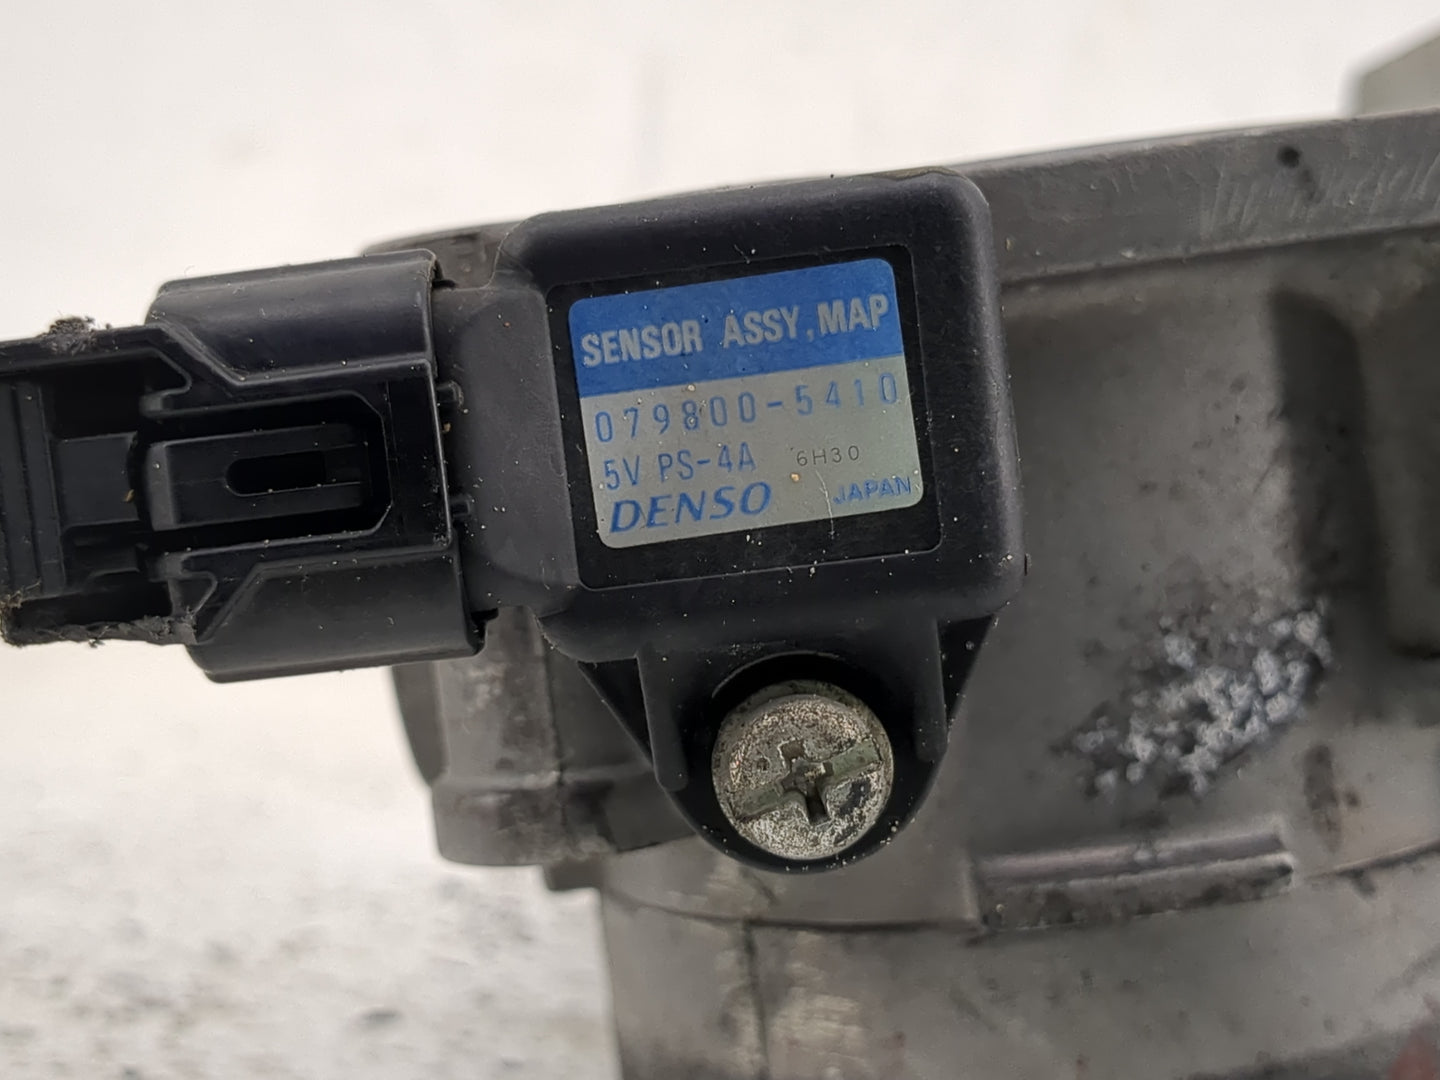 SENSOR ASSY, MAP
079800-5410
5V PS-4A 6H30
DENSO JAPAN